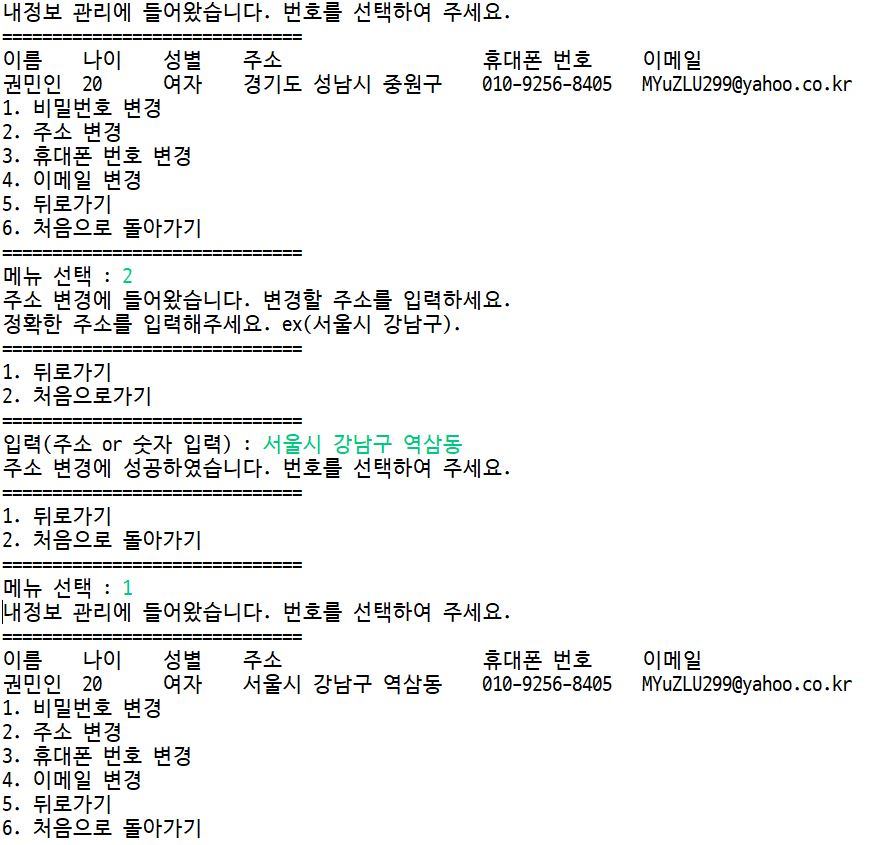 내정보 관리에 들어왔습니다. 번호를 선택하여 주세요.
==============================
이름 나이 성별 주소 휴대폰 번호 이메일
권민인 20 여자 경기도 성남시 중원구 010-9256-8405 MYuZLU299@yahoo.co.kr
1. 비밀번호 변경
2. 주소 변경
3. 휴대폰 번호 변경
4. 이메일 변경
5. 뒤로가기
6. 처음으로 돌아가기
==============================
메뉴 선택 : 2
주소 변경에 들어왔습니다. 변경할 주소를 입력하세요.
정확한 주소를 입력해주세요. ex(서울시 강남구).
==============================
1. 뒤로가기
2. 처음으로가기
==============================
입력(주소 or 숫자 입력) : 서울시 강남구 역삼동
주소 변경에 성공하였습니다. 번호를 선택하여 주세요.
==============================
1. 뒤로가기
2. 처음으로 돌아가기
==============================
메뉴 선택 : 1
내정보 관리에 들어왔습니다. 번호를 선택하여 주세요.
==============================
이름 나이 성별 주소 휴대폰 번호 이메일
권민인 20 여자 서울시 강남구 역삼동 010-9256-8405 MYuZLU299@yahoo.co.kr
1. 비밀번호 변경
2. 주소 변경
3. 휴대폰 번호 변경
4. 이메일 변경
5. 뒤로가기
6. 처음으로 돌아가기